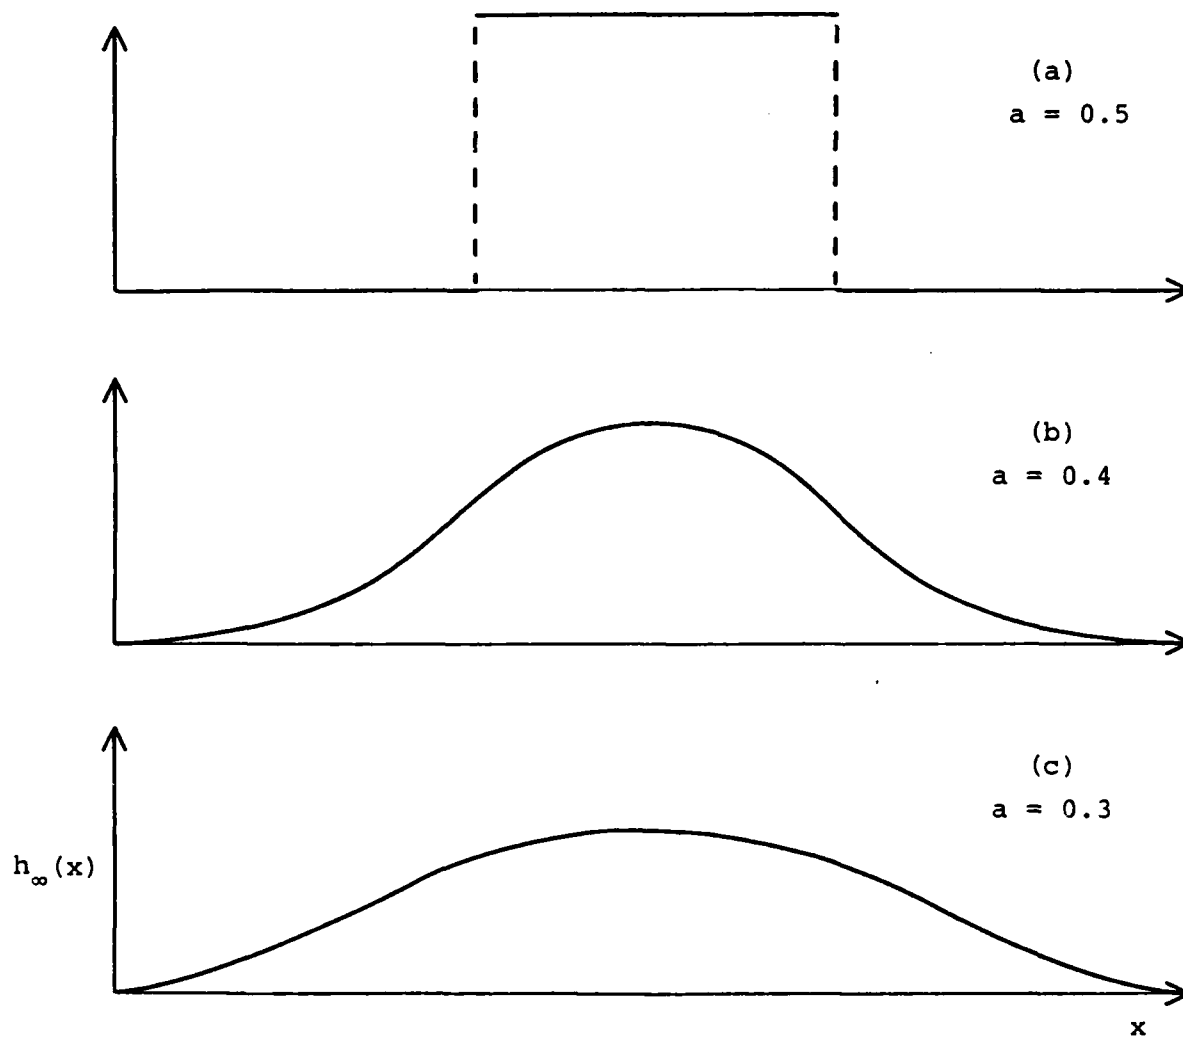 (a)
a = 0.5
(b)
a = 0.4
(c)
a = 0.3
h∞(x)
x